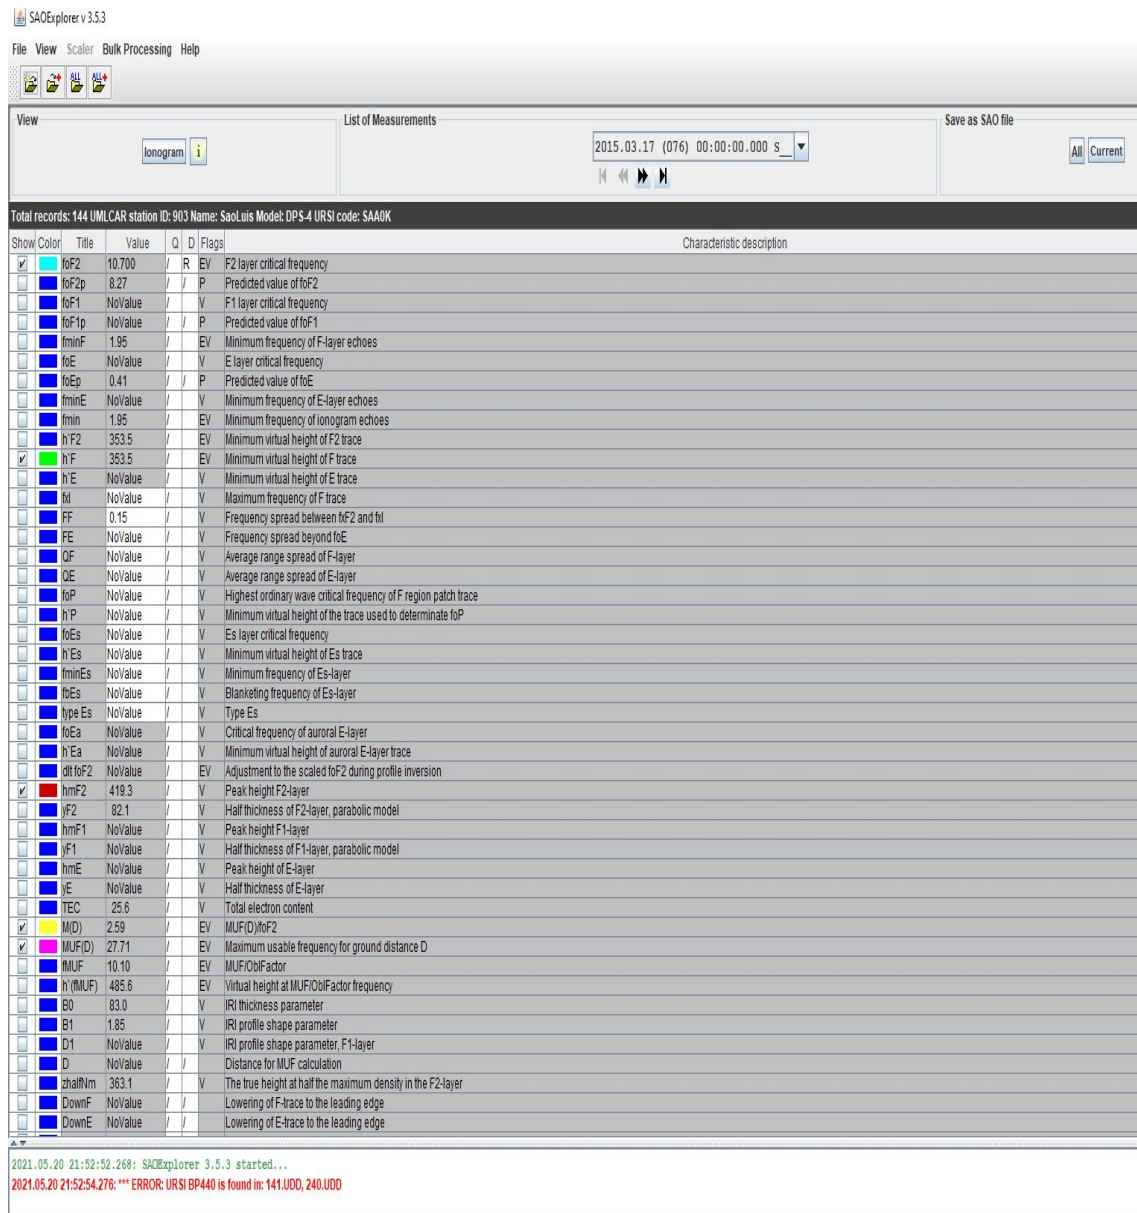 SAOExplorer v 3.5.3
File View Scaler Bulk Processing Help
ALL ALL
View List of Measurements Save as SAO file
Ionogram i 2015.03.17 (076) 00:00:00.000 S__ All Current
Total records: 144 UMLCAR station ID: 903 Name: SaoLuis Model: DPS-4 URSI code: SAA0K
Show Color Title Value Q D Flags Characteristic description
foF2 10.700 / R EV F2 layer critical frequency
foF2p 8.27 / / P Predicted value of foF2
foF1 NoValue / V F1 layer critical frequency
foF1p NoValue / / P Predicted value of foF1
fminF 1.95 / EV Minimum frequency of F-layer echoes
foE NoValue / V E layer critical frequency
foEp 0.41 / / P Predicted value of foE
fminE NoValue / V Minimum frequency of E-layer echoes
fmin 1.95 / EV Minimum frequency of ionogram echoes
h`F2 353.5 / EV Minimum virtual height of F2 trace
h`F 353.5 / EV Minimum virtual height of F trace
h`E NoValue / V Minimum virtual height of E trace
fxI NoValue / V Maximum frequency of F trace
FF 0.15 / V Frequency spread between fxF2 and fxI
FE NoValue / V Frequency spread beyond foE
QF NoValue / V Average range spread of F-layer
QE NoValue / V Average range spread of E-layer
foP NoValue / V Highest ordinary wave critical frequency of F region patch trace
h`P NoValue / V Minimum virtual height of the trace used to determinate foP
foEs NoValue / V Es layer critical frequency
h`Es NoValue / V Minimum virtual height of Es trace
fminEs NoValue / V Minimum frequency of Es-layer
fbEs NoValue / V Blanketing frequency of Es-layer
type Es NoValue / V Type Es
foEa NoValue / V Critical frequency of auroral E-layer
h`Ea NoValue / V Minimum virtual height of auroral E-layer trace
dlt foF2 NoValue / EV Adjustment to the scaled foF2 during profile inversion
hmF2 419.3 / V Peak height F2-layer
yF2 82.1 / V Half thickness of F2-layer, parabolic model
hmF1 NoValue / V Peak height F1-layer
yF1 NoValue / V Half thickness of F1-layer, parabolic model
hmE NoValue / V Peak height of E-layer
yE NoValue / V Half thickness of E-layer
TEC 25.6 / V Total electron content
M(D) 2.59 / EV MUF(D)/foF2
MUF(D) 27.71 / EV Maximum usable frequency for ground distance D
fMUF 10.10 / EV MUF/OblFactor
h`(fMUF) 485.6 / EV Virtual height at MUF/OblFactor frequency
B0 83.0 / V IRI thickness parameter
B1 1.85 / V IRI profile shape parameter
D1 NoValue / V IRI profile shape parameter, F1-layer
D NoValue / / Distance for MUF calculation
zhalfNm 363.1 / V The true height at half the maximum density in the F2-layer
DownF NoValue / / Lowering of F-trace to the leading edge
DownE NoValue / / Lowering of E-trace to the leading edge
2021.05.20 21:52:52.268: SAOExplorer 3.5.3 started...
2021.05.20 21:52:54.276: *** ERROR: URSI BP440 is found in: 141.UDD, 240.UDD